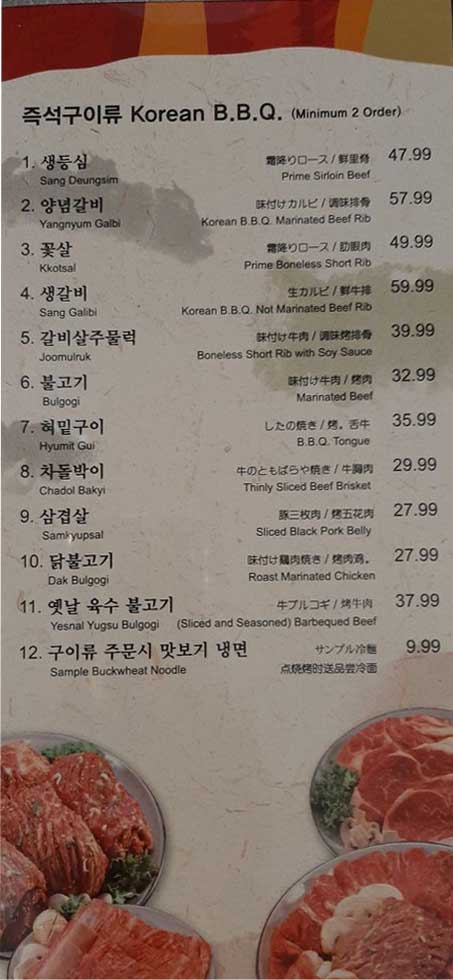 즉석구이류 Korean B.B.Q. (Minimum 2 Order)
1. 생등심 霜降りロース / 鲜里脊 47.99
Sang Deungsim Prime Sirloin Beef
2. 양념갈비 味付けカルビ / 调味排骨 57.99
Yangnyum Galbi Korean B.B.Q. Marinated Beef Rib
3. 꽃살 霜降りロース / 肋眼肉 49.99
Kkotsal Prime Boneless Short Rib
4. 생갈비 生カルビ / 鲜牛排 59.99
Sang Galibi Korean B.B.Q. Not Marinated Beef Rib
5. 갈비살주물럭 味付け牛肉 / 调味烤排骨 39.99
Joomulruk Boneless Short Rib with Soy Sauce
6. 불고기 味付け牛肉 / 烤肉 32.99
Bulgogi Marinated Beef
7. 혀밑구이 したの焼き / 烤。舌牛 35.99
Hyumit Gui B.B.Q. Tongue
8. 차돌박이 牛のともばらや焼き / 牛胸肉 29.99
Chadol Bakyi Thinly Sliced Beef Brisket
9. 삼겹살 豚三枚肉 / 烤五花肉 27.99
Samkyupsal Sliced Black Pork Belly
10. 닭불고기 味付け鷄肉焼き / 烤肉鸡。 27.99
Dak Bulgogi Roast Marinated Chicken
11. 옛날 육수 불고기 牛プルコギ / 烤牛肉 37.99
Yesnal Yugsu Bulgogi (Sliced and Seasoned) Barbequed Beef
12. 구이류 주문시 맛보기 냉면 サンプル冷麺 9.99
Sample Buckwheat Noodle 点烧烤时送品尝冷面